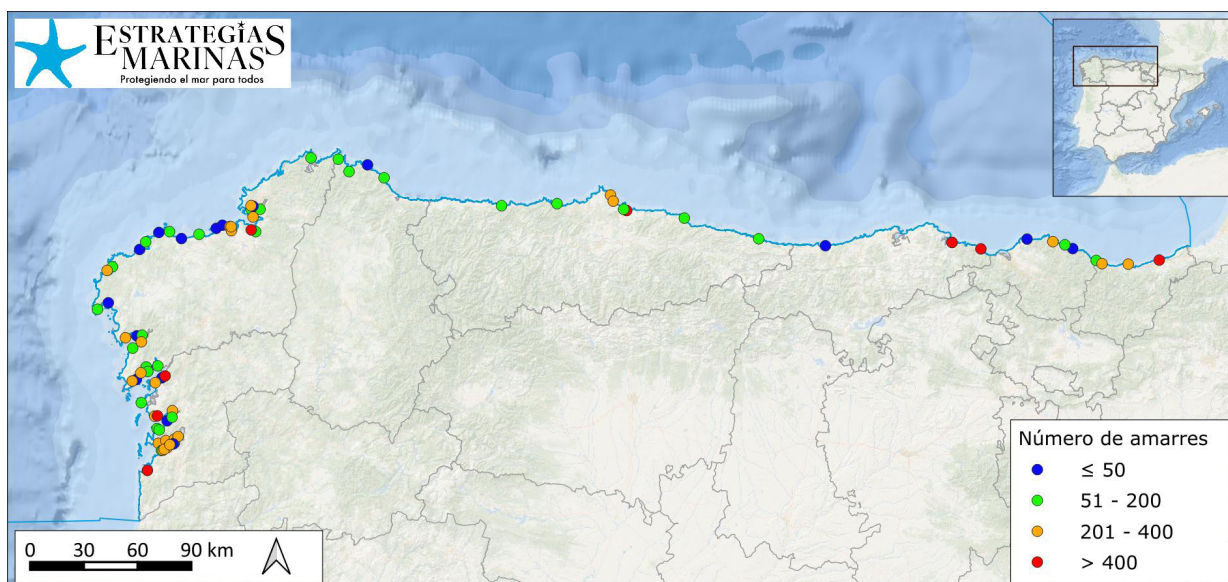 ESTRATEGIAS
MARINAS
Protegiendo el mar para todos
Número de amarres
≤ 50
51 - 200
201 - 400
> 400
0 30 60 90 km